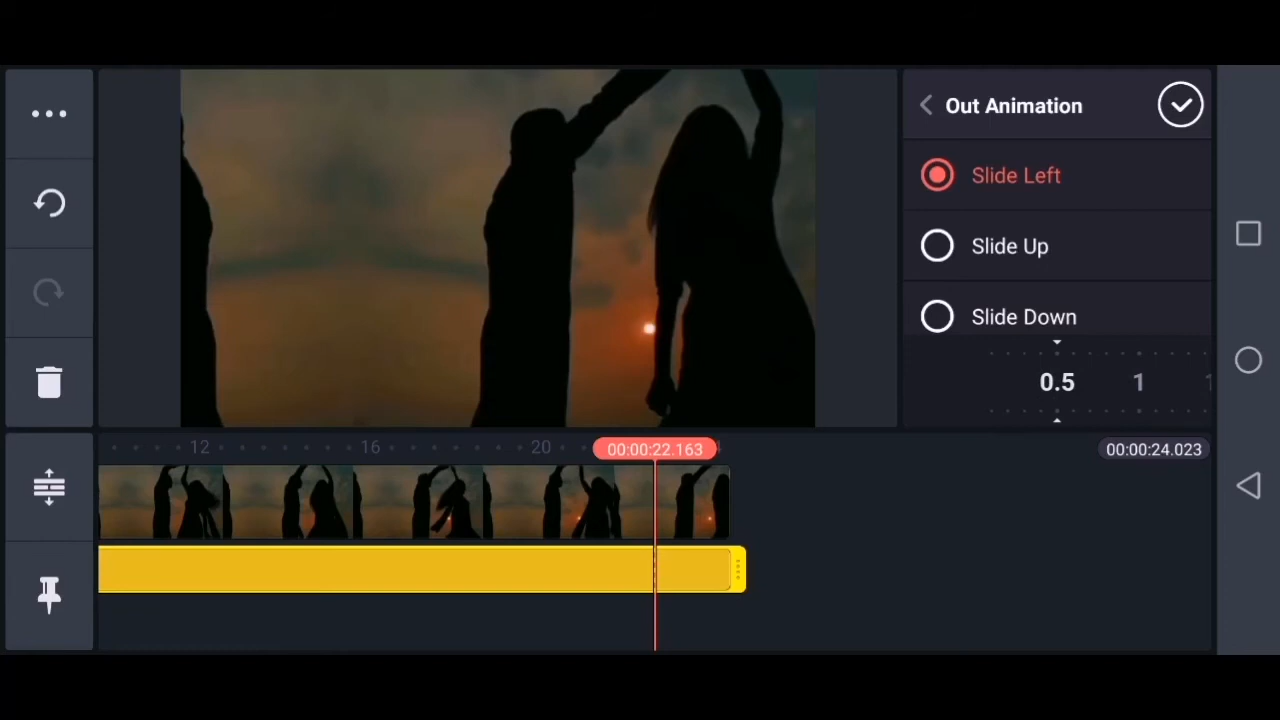 Out Animation
Slide Left
Slide Up
Slide Down
0.5 1
12 16 20 00:00:22.163 00:00:24.023